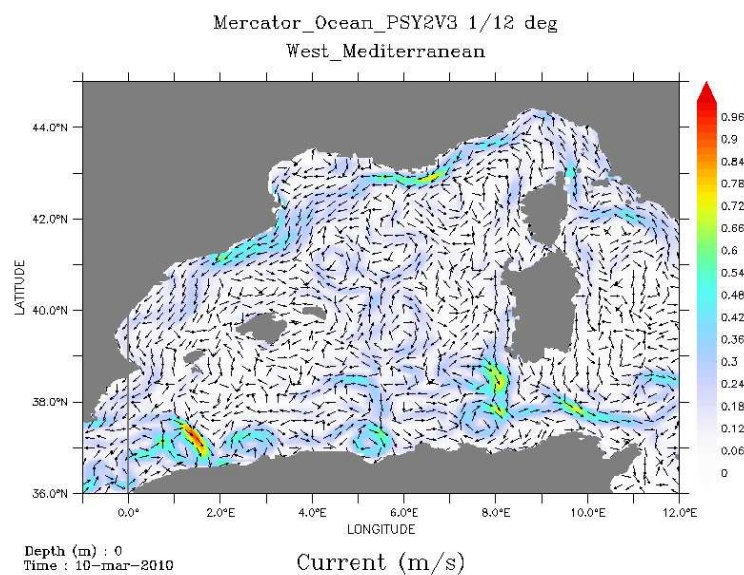 Mercator_Ocean_PSY2V3 1/12 deg
West_Mediterranean
44.0°N
42.0°N
40.0°N
38.0°N
36.0°N
LATITUDE
0.0°E 2.0°E 4.0°E 6.0°E 8.0°E 10.0°E 12.0°E
LONGITUDE
0.96
0.9
0.84
0.78
0.72
0.66
0.6
0.54
0.48
0.42
0.36
0.3
0.24
0.18
0.12
0.06
0
Depth (m) : 0
Time : 10-mar-2010
Current (m/s)